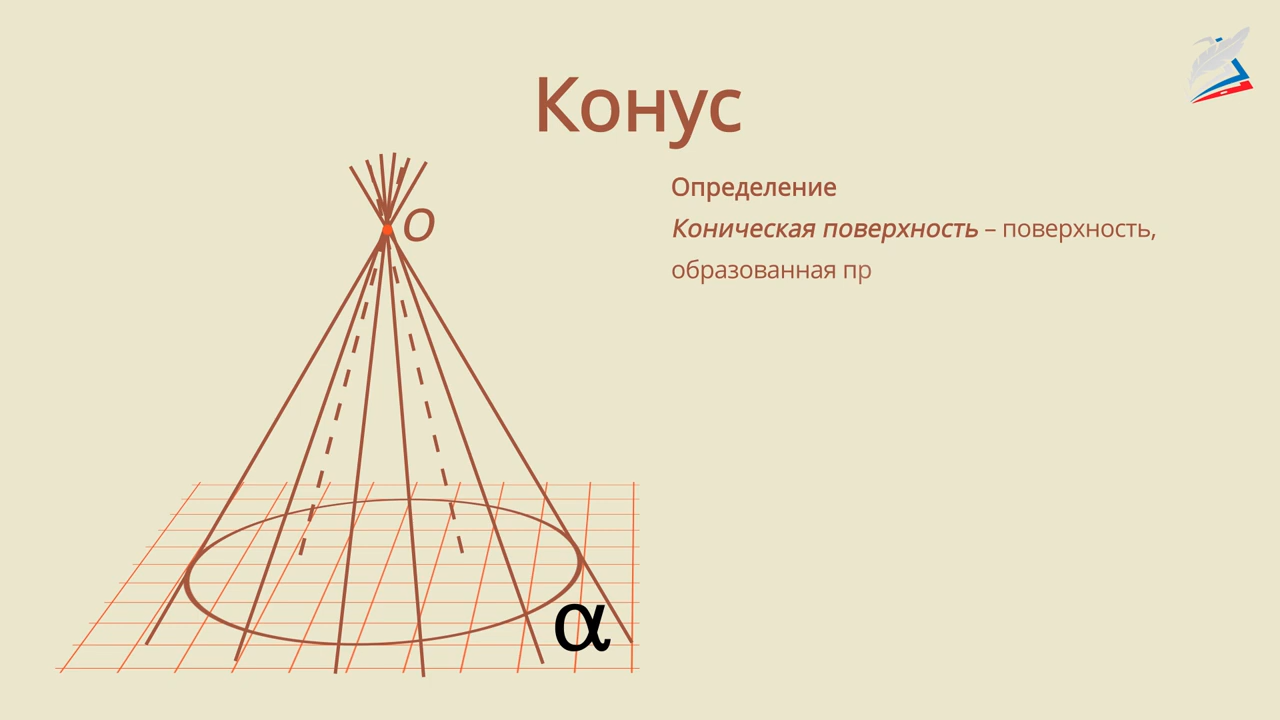 Конус
Определение
Коническая поверхность – поверхность,
образованная пр
O
α